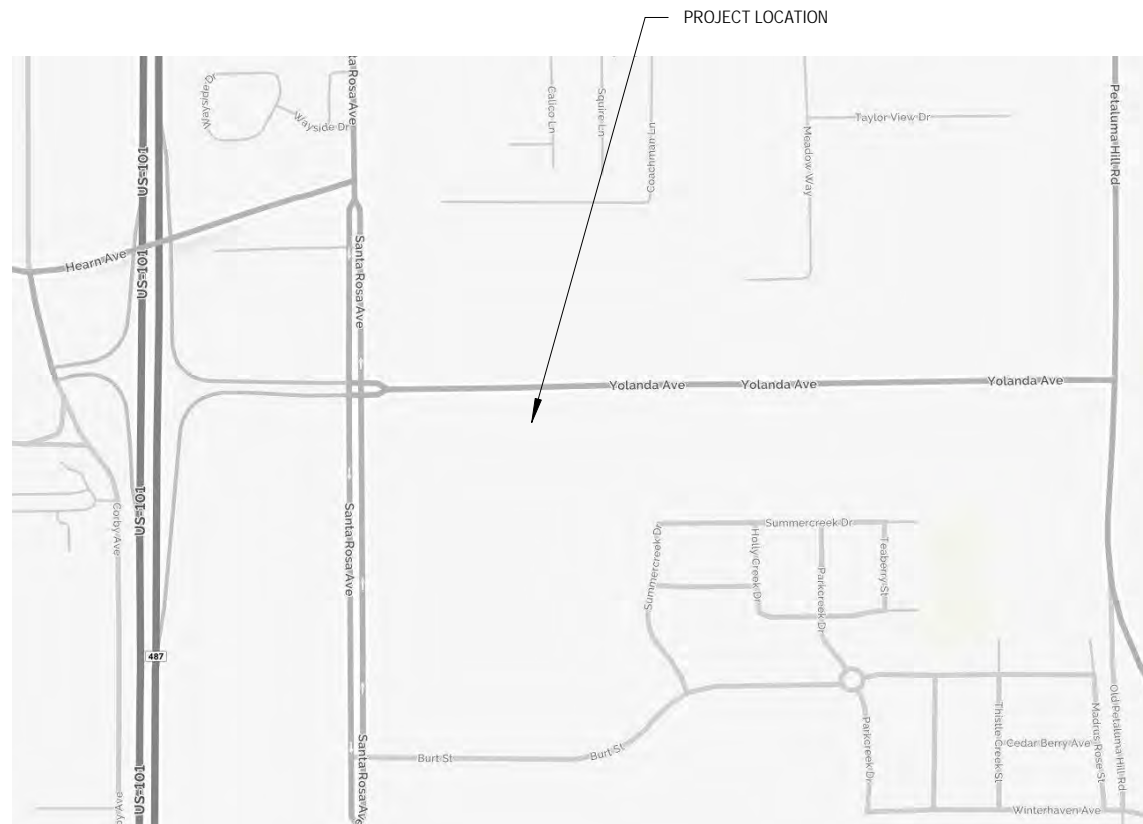 PROJECT LOCATION
ta Rosa Ave
Wayside Dr
Wayside Dr
US-101
Calico Ln
Squire Ln
Coachman Ln
Meadow Way
Taylor View Dr
Petaluma Hill Rd
Hearn Ave
US-101
Santa Rosa Ave
Yolanda Ave
Yolanda Ave
Yolanda Ave
Corby Ave
US-101
Santa Rosa Ave
Summercreek Dr
Summercreek Dr
Holly Creek Dr
Parkcreek Dr
Teaberry St
487
Old Petaluma Hill Rd
Parkcreek Dr
Thistle Creek St
Cedar Berry Ave
Madrus Rose St
Burt St
Burt St
Santa Rosa Av
US-101
by Ave
Winterhaven Ave